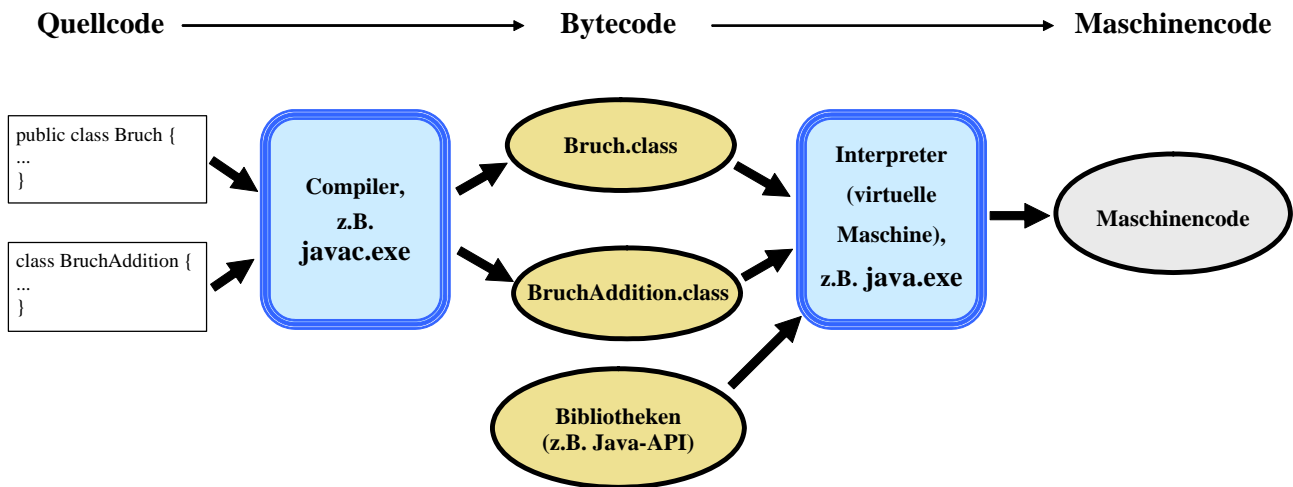 Quellcode Bytecode Maschinencode
public class Bruch {
...
}
class BruchAddition {
...
}
Compiler,
z.B.
javac.exe
Bruch.class
BruchAddition.class
Bibliotheken
(z.B. Java-API)
Interpreter
(virtuelle
Maschine),
z.B. java.exe
Maschinencode